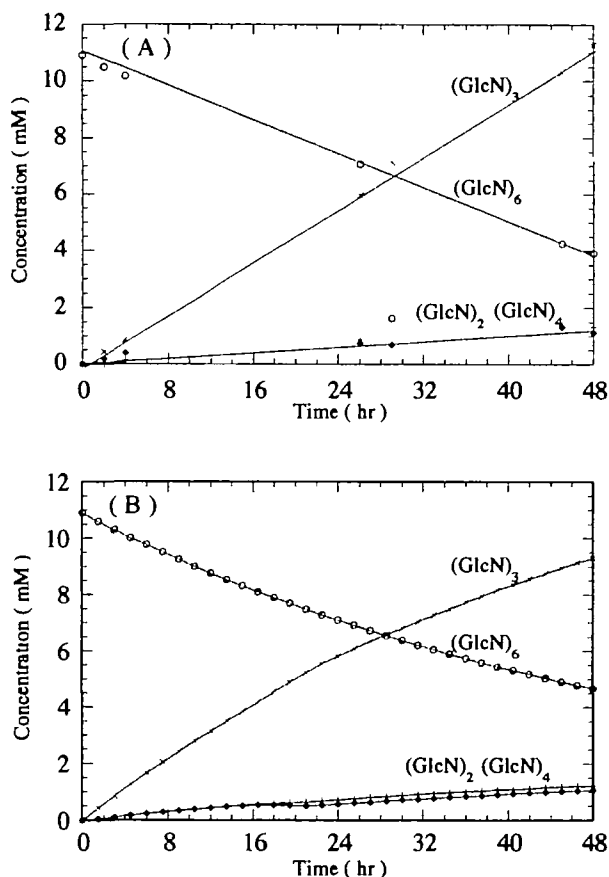 ( A )
12
10
8
6
4
2
0
Concentration ( mM )
(GlcN)3
(GlcN)6
(GlcN)2 (GlcN)4
0 8 16 24 32 40 48
Time ( hr )
( B )
12
10
8
6
4
2
0
Concentration ( mM )
(GlcN)3
(GlcN)6
(GlcN)2 (GlcN)4
0 8 16 24 32 40 48
Time ( hr )